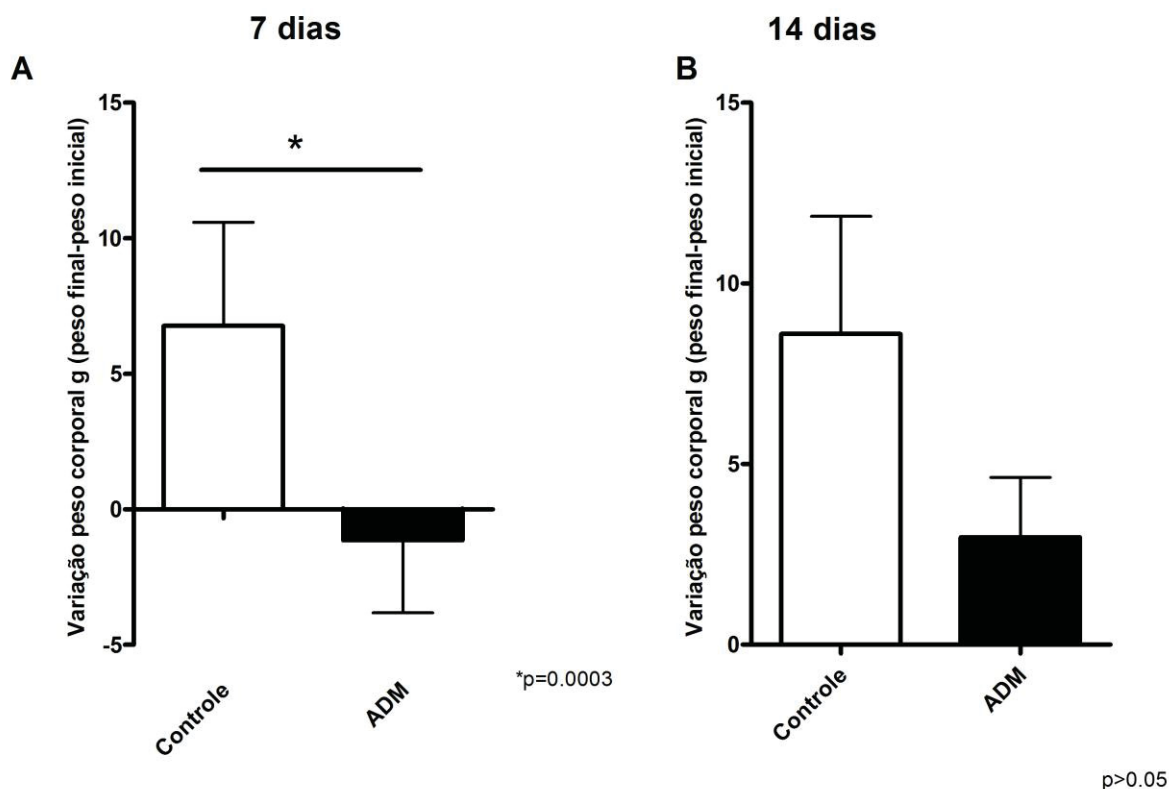 7 dias
14 dias
A
B
Variação peso corporal g (peso final-peso inicial)
15
10
5
0
-5
*
Controle
ADM
*p=0.0003
Variação peso corporal g (peso final-peso inicial)
15
10
5
0
Controle
ADM
p>0.05